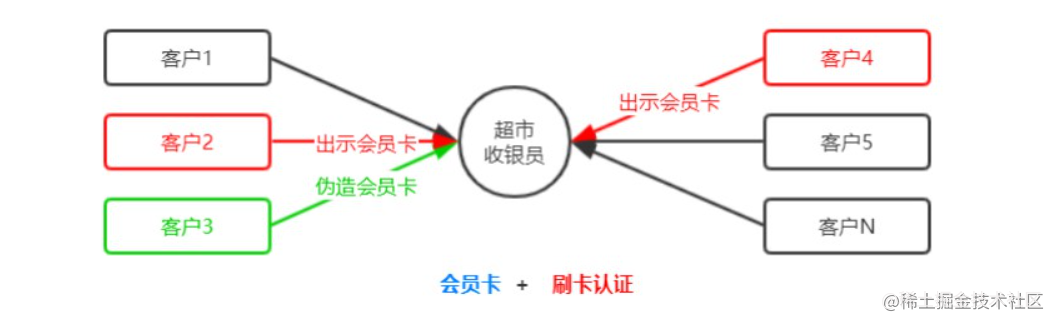 客户1
客户4
出示会员卡
客户2
出示会员卡
超市
收银员
客户5
伪造会员卡
客户3
客户N
会员卡 + 刷卡认证
@稀土掘金技术社区